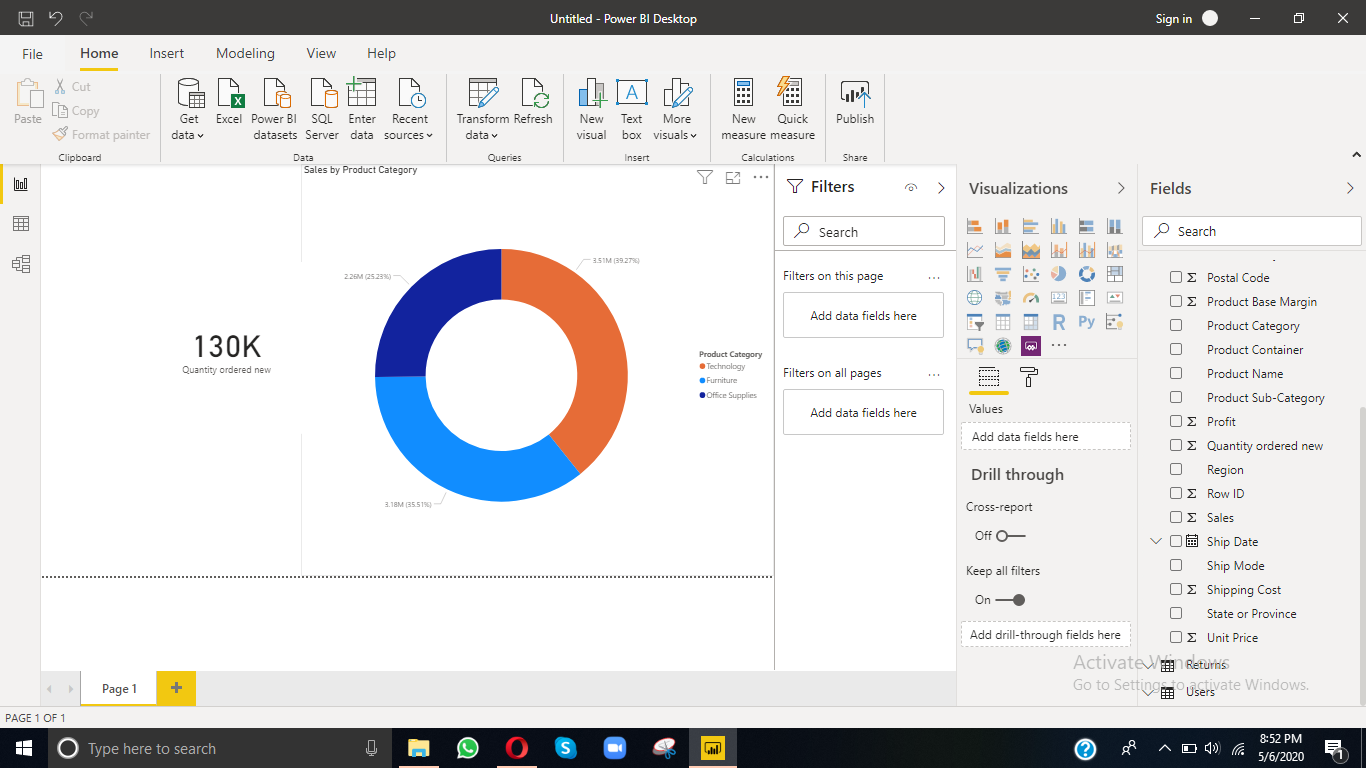 Untitled - Power BI Desktop
Sign in
File
Home
Insert
Modeling
View
Help
Paste
Cut
Copy
Format painter
Clipboard
Get data
Excel
Power BI datasets
SQL Server
Enter data
Recent sources
Data
Transform data
Refresh
Queries
New visual
Text box
More visuals
Insert
New measure
Quick measure
Calculations
Publish
Share
130K
Quantity ordered new
Sales by Product Category
3.51M (39.27%)
2.26M (25.23%)
3.18M (35.51%)
Product Category
Technology
Furniture
Office Supplies
Filters
Search
Filters on this page
...
Add data fields here
Filters on all pages
...
Add data fields here
Visualizations
123
R
Py
Values
Add data fields here
Drill through
Cross-report
Off
Keep all filters
On
Add drill-through fields here
Fields
Search
Σ Postal Code
Σ Product Base Margin
Product Category
Product Container
Product Name
Product Sub-Category
Σ Profit
Σ Quantity ordered new
Region
Σ Row ID
Σ Sales
Ship Date
Ship Mode
Σ Shipping Cost
State or Province
Σ Unit Price
Returns
Users
Activate Windows
Go to Settings to activate Windows.
Page 1
+
PAGE 1 OF 1
Type here to search
8:52 PM
5/6/2020
1